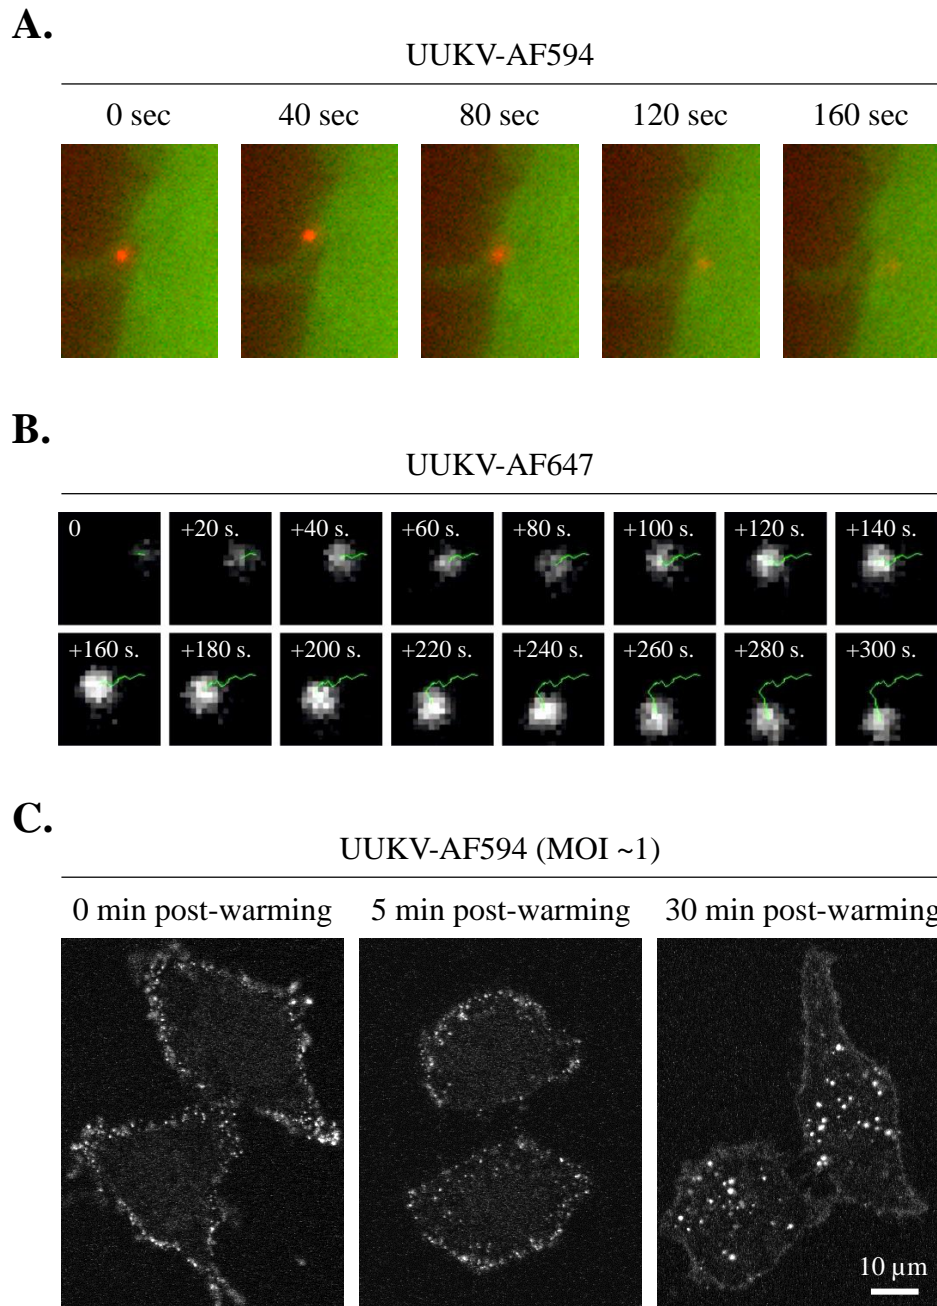 A.
UUKV-AF594
0 sec 40 sec 80 sec 120 sec 160 sec
B.
UUKV-AF647
0 +20 s. +40 s. +60 s. +80 s. +100 s. +120 s. +140 s.
+160 s. +180 s. +200 s. +220 s. +240 s. +260 s. +280 s. +300 s.
C.
UUKV-AF594 (MOI ~1)
0 min post-warming 5 min post-warming 30 min post-warming
10 µm